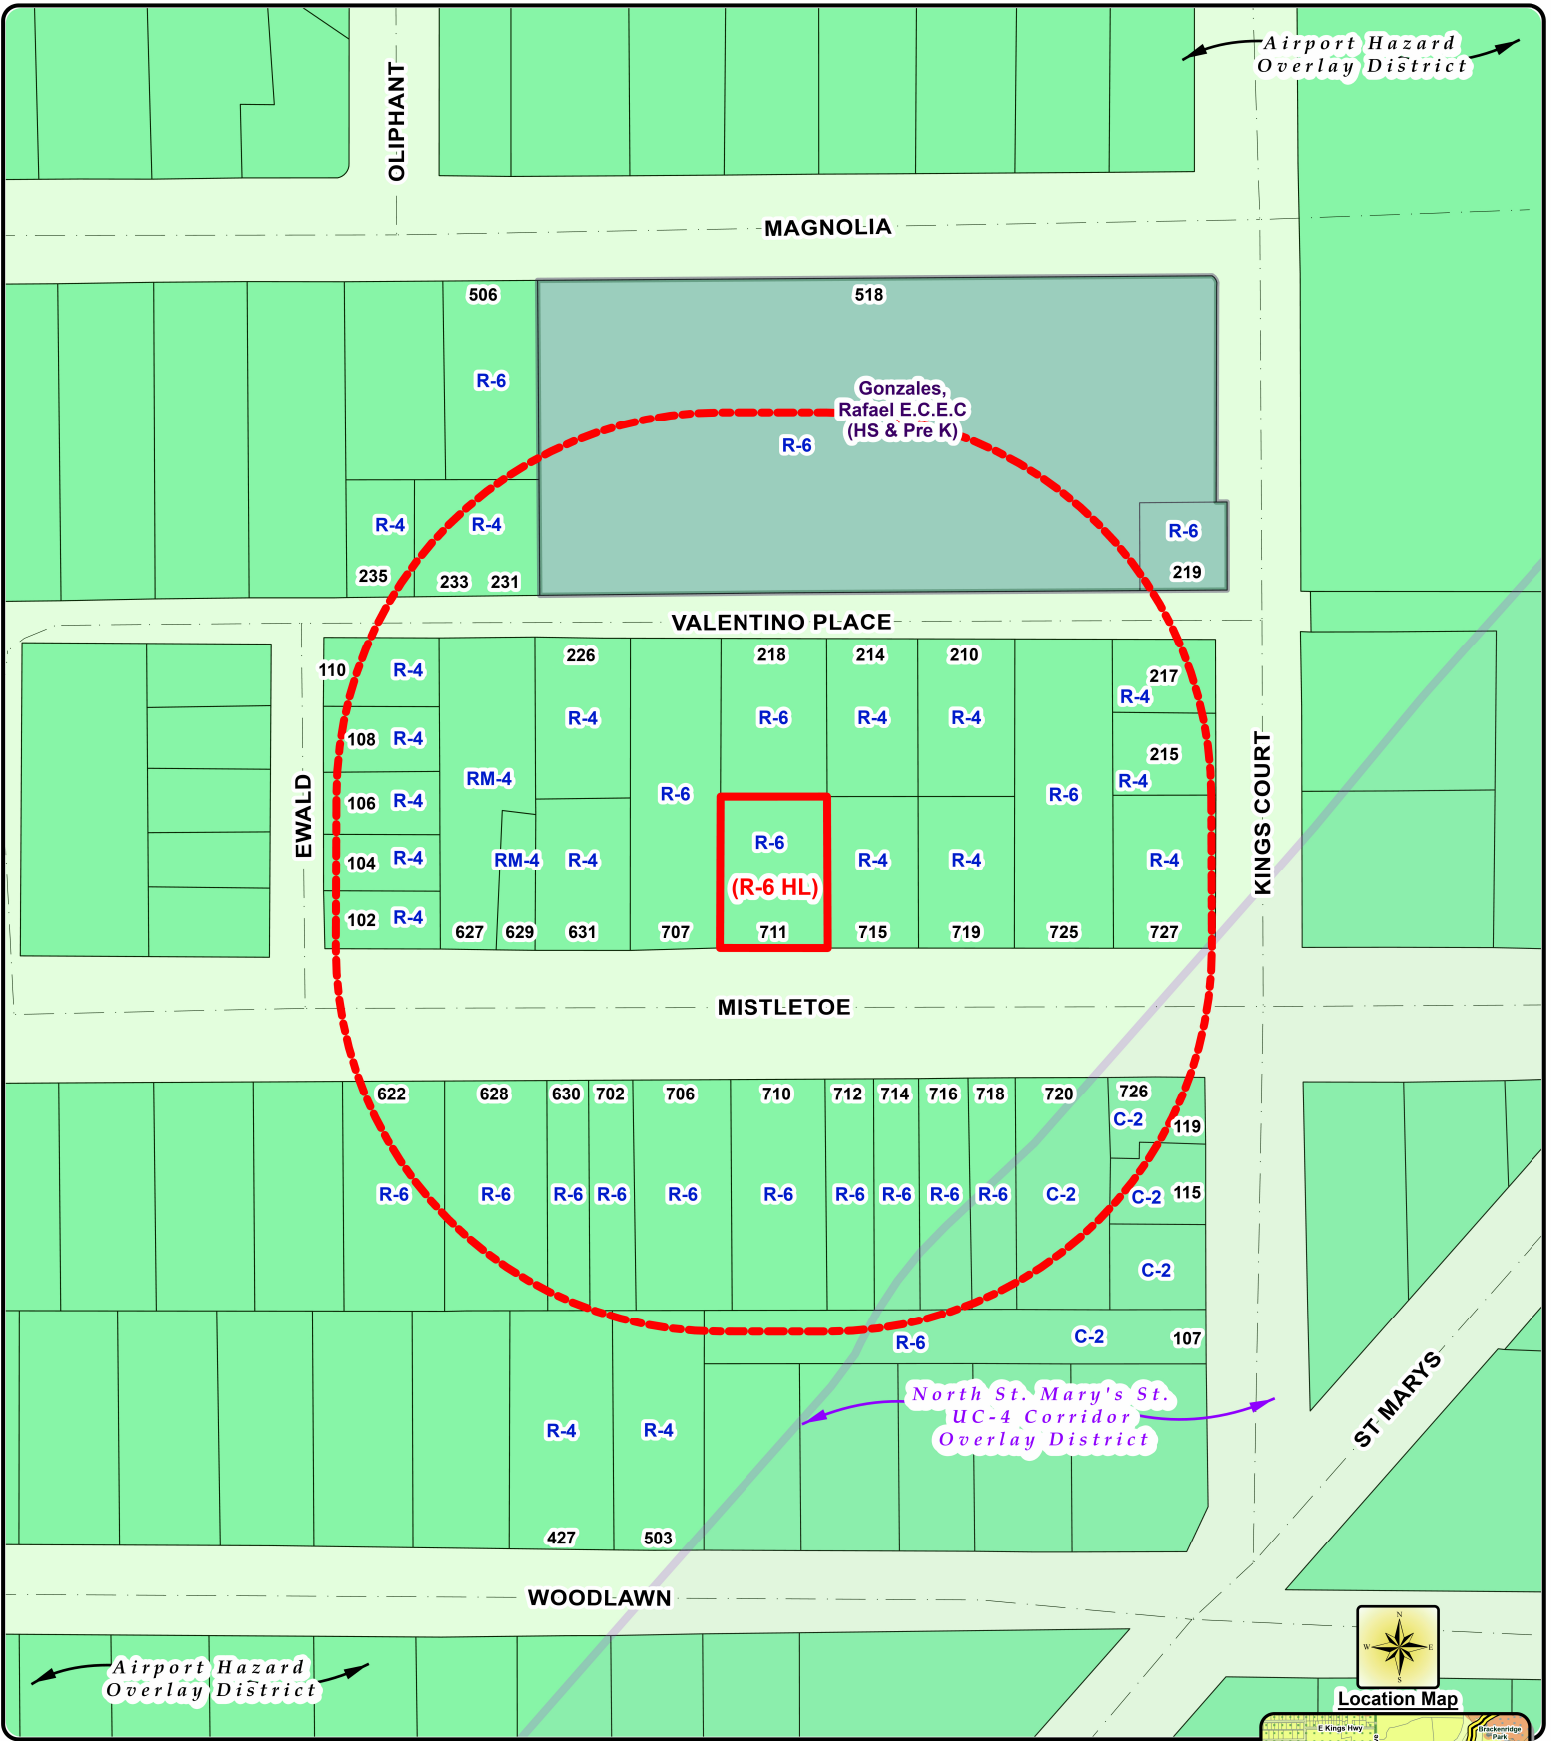 Airport Hazard
Overlay District
OLIPHANT
MAGNOLIA
506
518
R-6
Gonzales,
Rafael E.C.E.C
(HS & Pre K)
R-6
R-4
R-4
R-6
235
233
231
219
VALENTINO PLACE
110
R-4
226
218
214
210
217
R-4
R-4
R-6
R-4
R-4
108
R-4
215
RM-4
R-6
R-6
R-4
106
R-4
EWALD
KINGS COURT
R-6
104
R-4
RM-4
R-4
R-4
R-4
R-4
(R-6 HL)
102
R-4
627
629
631
707
711
715
719
725
727
MISTLETOE
622
628
630
702
706
710
712
714
716
718
720
726
C-2
119
R-6
R-6
R-6
R-6
R-6
R-6
R-6
R-6
R-6
R-6
C-2
C-2
115
C-2
R-6
C-2
107
North St. Mary's St.
UC-4 Corridor
Overlay District
ST MARYS
R-4
R-4
427
503
WOODLAWN
Airport Hazard
Overlay District
N
W
E
S
Location Map
E Kings Hwy
Brackenridge
Park